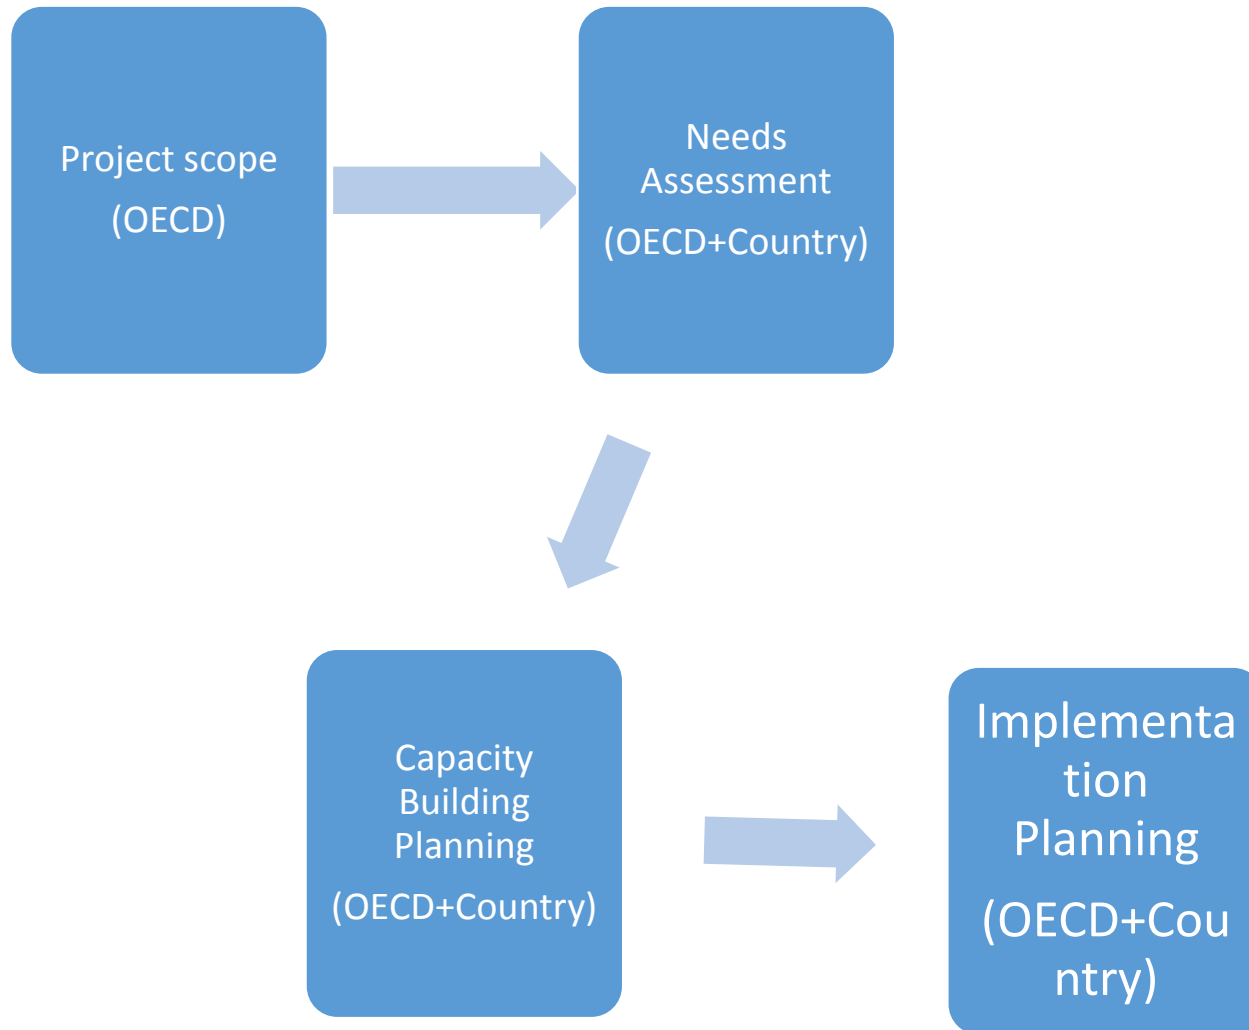 Project scope
(OECD)
Needs
Assessment
(OECD+Country)
Capacity
Building
Planning
(OECD+Country)
Implementa
tion
Planning
(OECD+Cou
ntry)